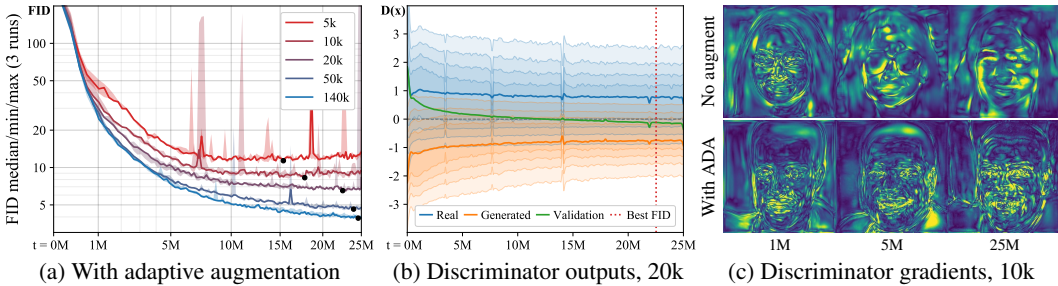 FID
FID median/min/max (3 runs)
100
50
20
10
5
5k
10k
20k
50k
140k
t = 0M 1M 5M 10M 15M 20M 25M
(a) With adaptive augmentation
D(x)
3
2
1
0
-1
-2
-3
Real Generated Validation Best FID
t = 0M 5M 10M 15M 20M 25M
(b) Discriminator outputs, 20k
No augment
With ADA
1M 5M 25M
(c) Discriminator gradients, 10k